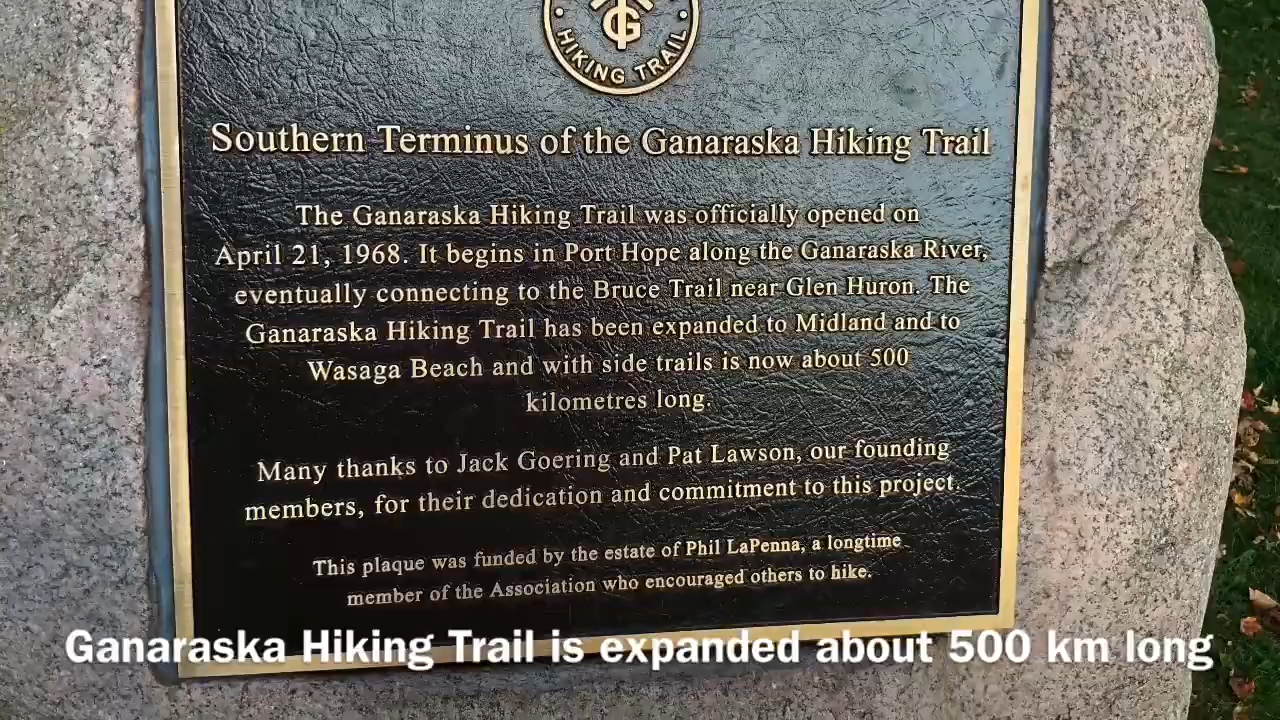 G
HIKING TRAIL
Southern Terminus of the Ganaraska Hiking Trail
The Ganaraska Hiking Trail was officially opened on
April 21, 1968. It begins in Port Hope along the Ganaraska River,
eventually connecting to the Bruce Trail near Glen Huron. The
Ganaraska Hiking Trail has been expanded to Midland and to
Wasaga Beach and with side trails is now about 500
kilometres long.
Many thanks to Jack Goering and Pat Lawson, our founding
members, for their dedication and commitment to this project.
This plaque was funded by the estate of Phil LaPenna, a longtime
member of the Association who encouraged others to hike.
Ganaraska Hiking Trail is expanded about 500 km long